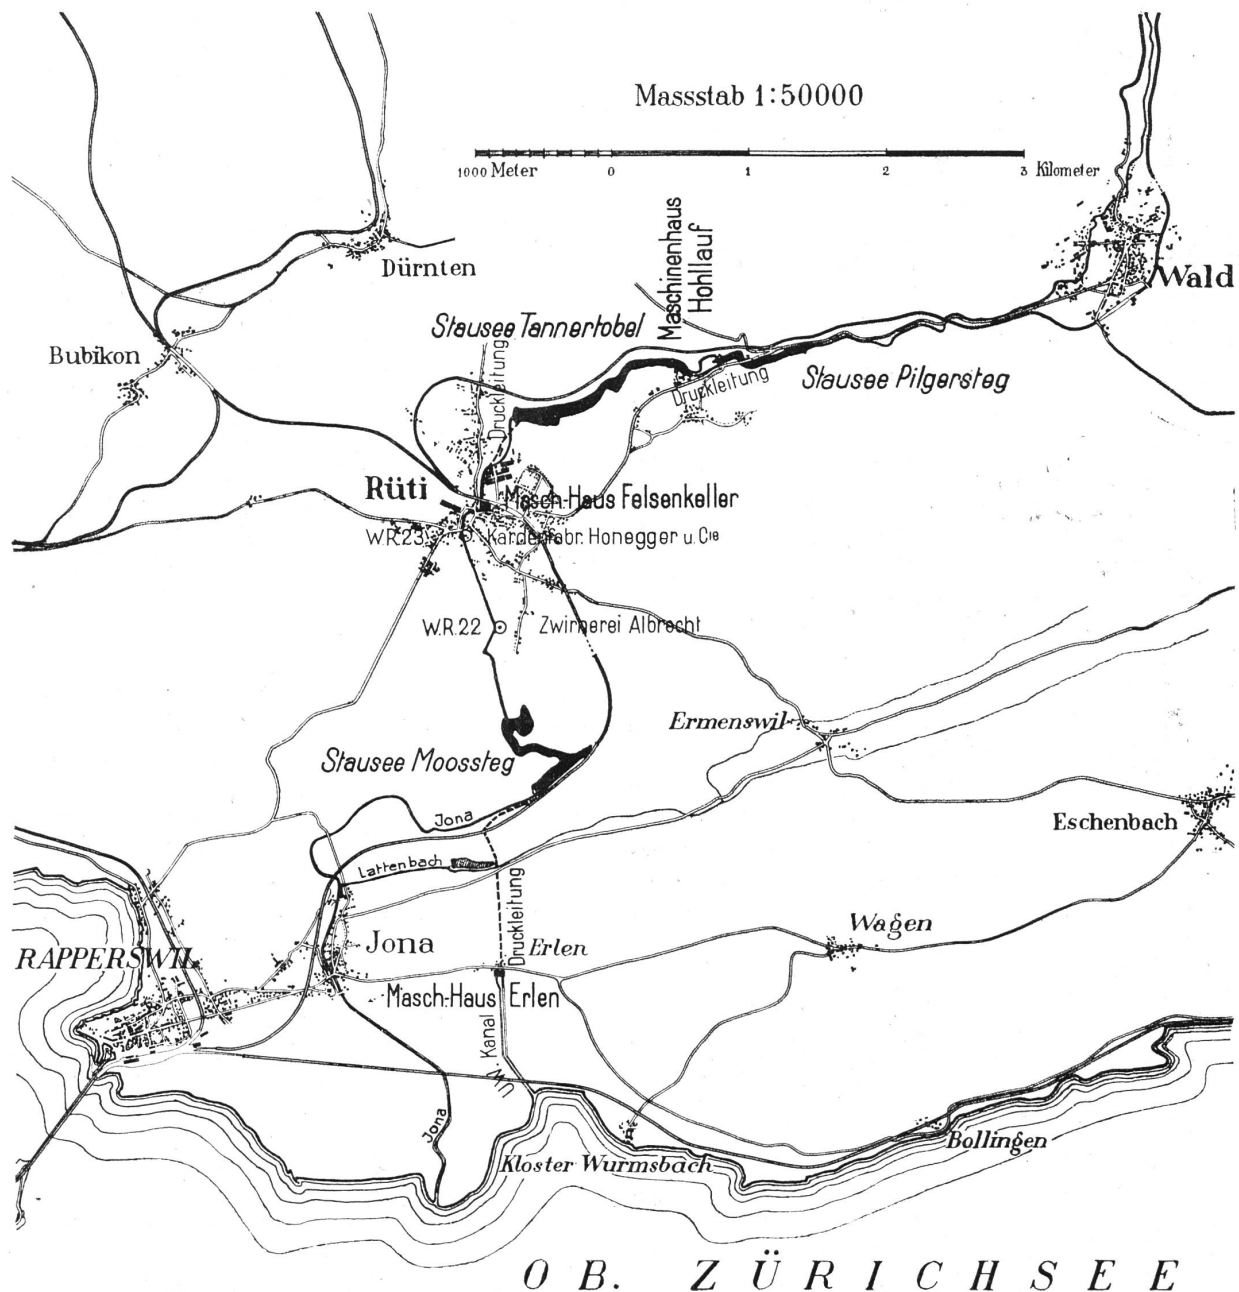 Massstab 1:50000
1000 Meter 0 1 2 3 Kilometer
Maschinenhaus
Hohllauf
Dürnten
Wald
Stausee Tannertobel
Bubikon
Druckleitung
Druckleitung
Stausee Pilgersteg
Rüti
Masch.-Haus Felsenkeller
W.R.23
Kardenfabr. Honegger u. Cie
W.R.22
Zwirnerei Albrecht
Ermenswil
Stausee Moossteg
Jona
Eschenbach
Lattenbach
Druckleitung
Wagen
RAPPERSWIL
Jona
Erlen
Masch.-Haus Erlen
U.W. Kanal
Jona
Bollingen
Kloster Wurmsbach
OB. ZÜRICHSEE